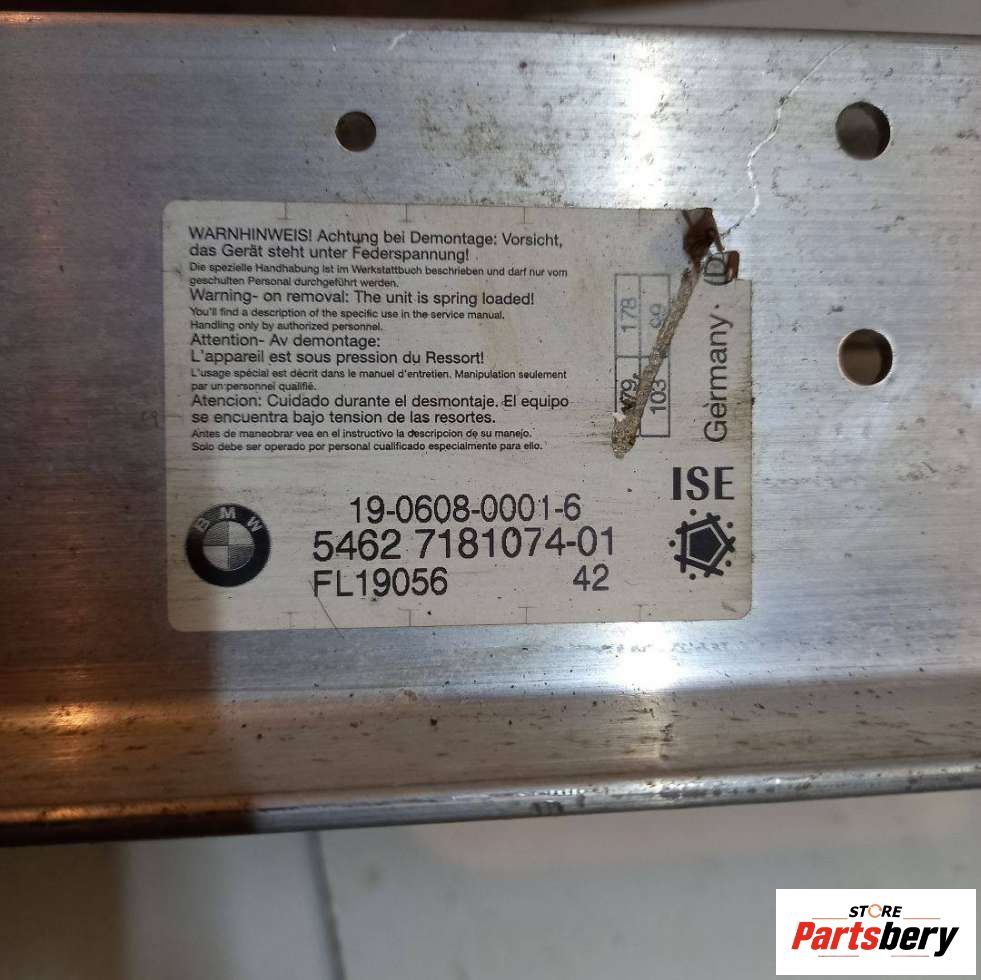 WARNHINWEIS! Achtung bei Demontage: Vorsicht,
das Gerät steht unter Federspannung!
Die spezielle Handhabung ist im Werkstattbuch beschrieben und darf nur vom
geschulten Personal durchgeführt werden.
Warning- on removal: The unit is spring loaded!
You'll find a description of the specific use in the service manual.
Handling only by authorized personnel.
Attention- Av demontage:
L'appareil est sous pression du Ressort!
L'usage spécial est décrit dans le manuel d'entretien. Manipulation seulement
par un personnel qualifié.
Atencion: Cuidado durante el desmontaje. El equipo
se encuentra bajo tension de las resortes.
Antes de maneobrar vea en el instructivo la descripcion de su manejo.
Solo debe ser operado por personal cualificado especialmente para ello.
179 178
103
Germany · (D
ISE
BMW
19-0608-0001-6
54627181074-01
FL19056 42
STORE
Partsbery